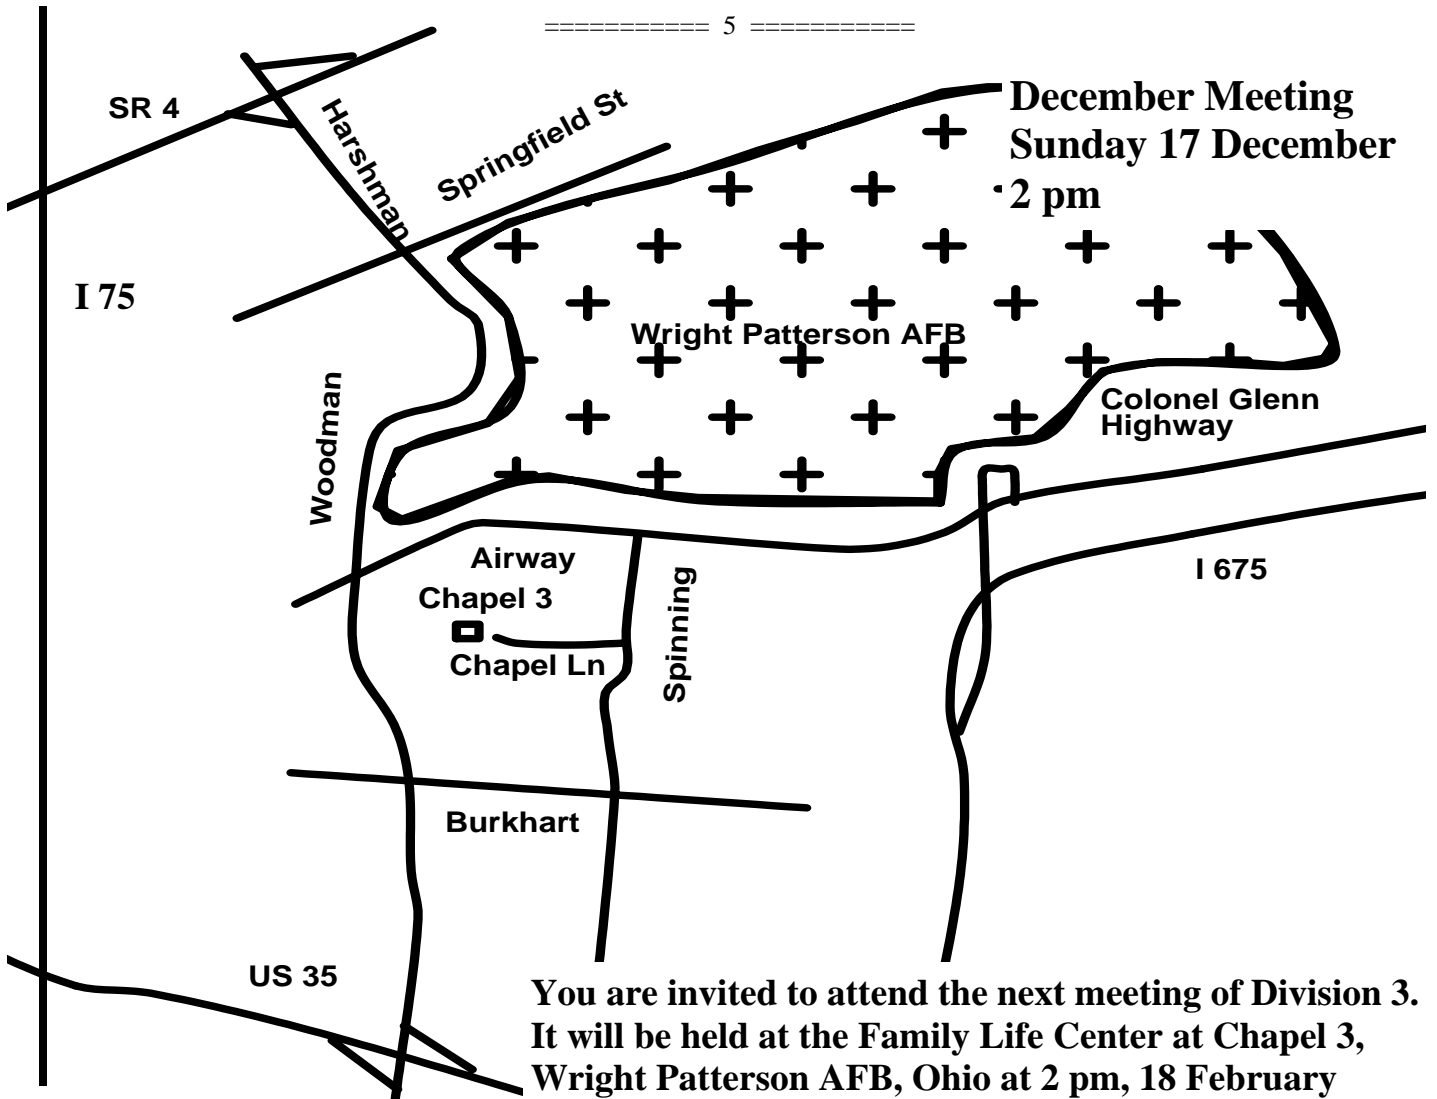 =========== 5 ===========
December Meeting
Sunday 17 December
2 pm
SR 4
Harshman
Springfield St
I 75
Wright Patterson AFB
Woodman
Colonel Glenn
Highway
Airway
I 675
Chapel 3
Spinning
Chapel Ln
Burkhart
US 35
You are invited to attend the next meeting of Division 3.
It will be held at the Family Life Center at Chapel 3,
Wright Patterson AFB, Ohio at 2 pm, 18 February